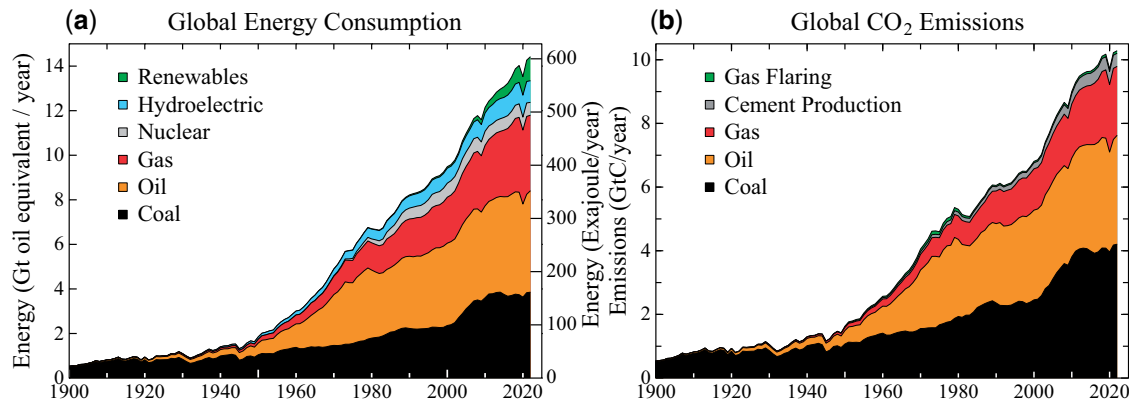 (a) Global Energy Consumption
Energy (Gt oil equivalent / year)
14
12
10
8
6
4
2
0
Renewables
Hydroelectric
Nuclear
Gas
Oil
Coal
600
500
400
300
200
100
0
Energy (Exajoule/year)
1900 1920 1940 1960 1980 2000 2020
(b) Global CO₂ Emissions
Emissions (GtC/year)
10
8
6
4
2
0
Gas Flaring
Cement Production
Gas
Oil
Coal
1900 1920 1940 1960 1980 2000 2020